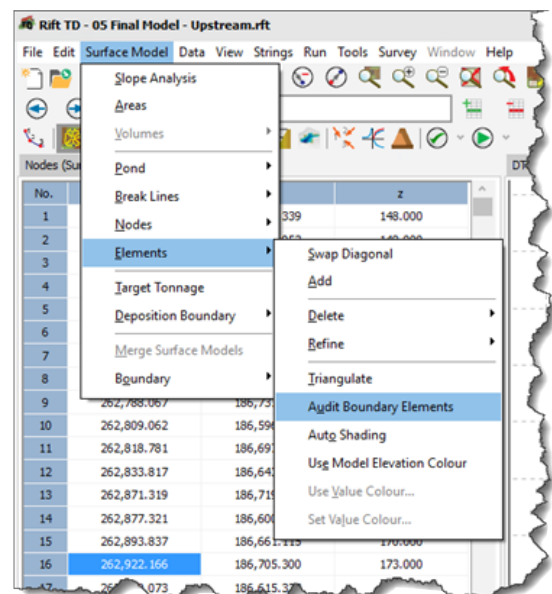 Rift TD - 05 Final Model - Upstream.rft
File Edit Surface Model Data View Strings Run Tools Survey Window Help
Slope Analysis
Areas
Volumes
Pond
Break Lines
Nodes
Elements
Target Tonnage
Deposition Boundary
Merge Surface Models
Boundary
Swap Diagonal
Add
Delete
Refine
Triangulate
Audit Boundary Elements
Auto Shading
Use Model Elevation Colour
Use Value Colour...
Set Value Colour...
Nodes (Su
No. z
1 339 148.000
2
3
4
5
6
7
8
9 262,788.067
10 262,809.062
11 262,818.781
12 262,833.817
13 262,871.319
14 262,877.321
15 262,893.837
16 262,922.166 186,705.300 173.000